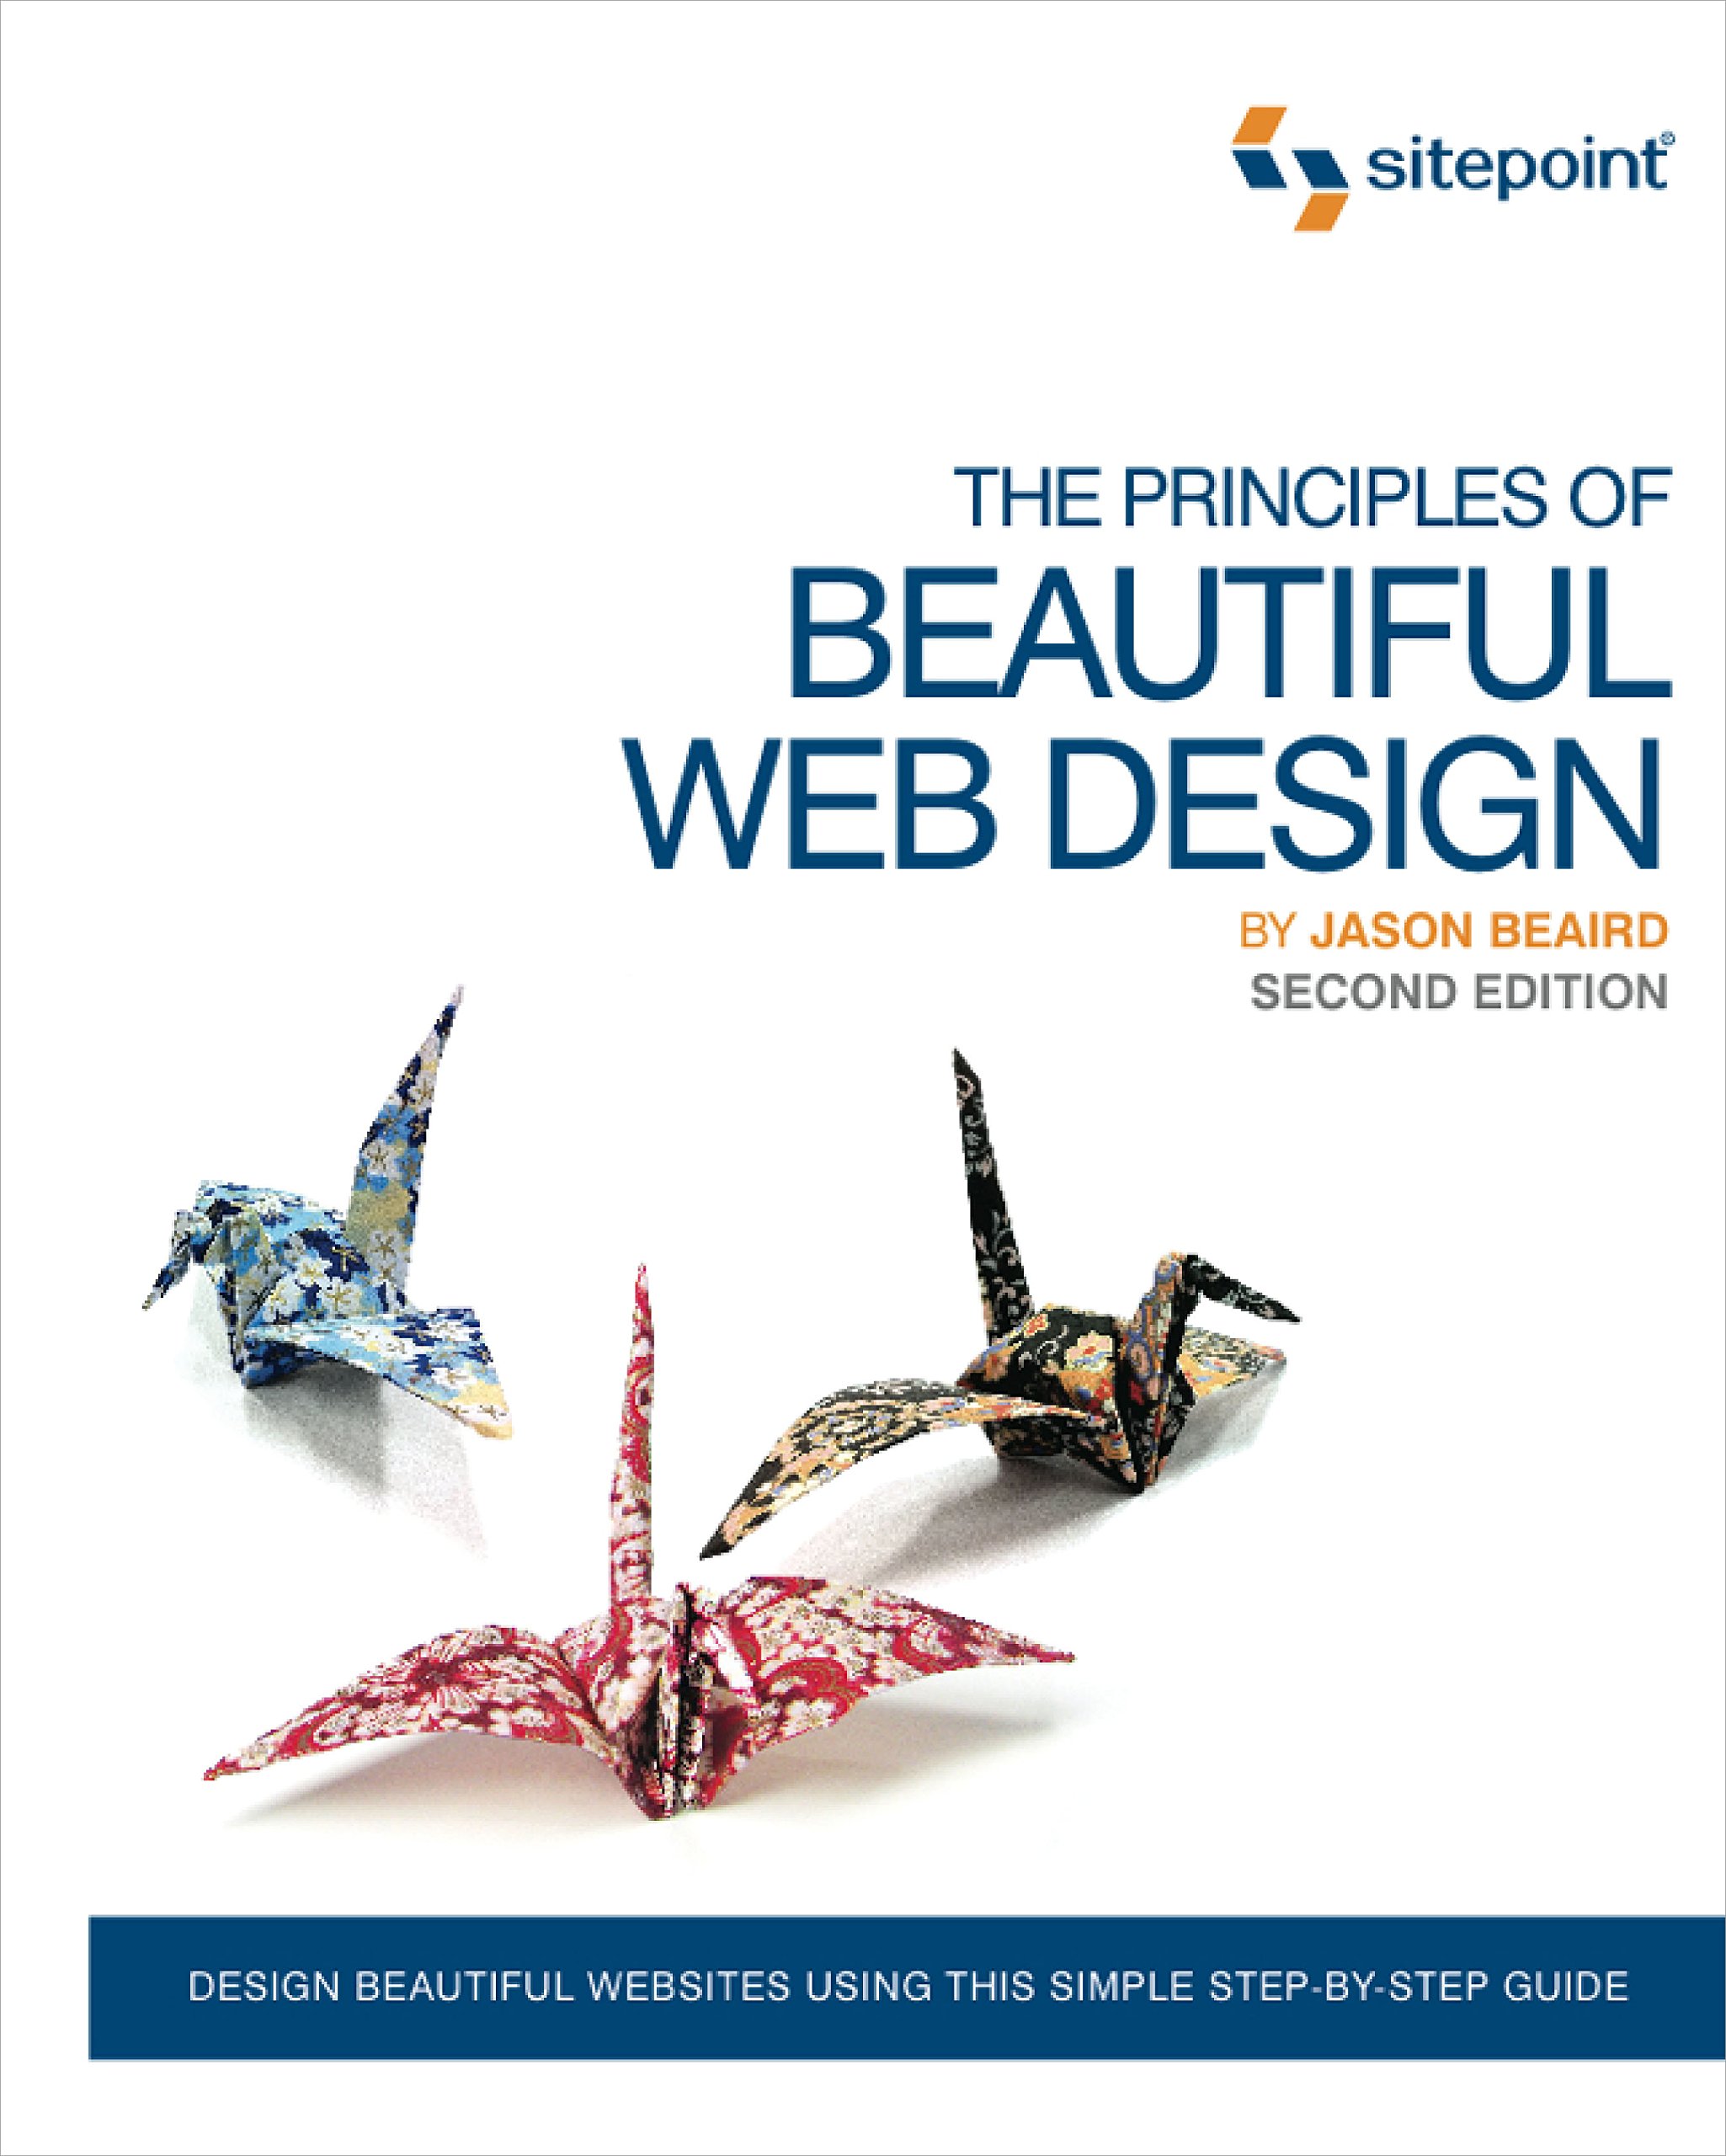 sitepoint®
THE PRINCIPLES OF
BEAUTIFUL
WEB DESIGN
BY JASON BEAIRD
SECOND EDITION
DESIGN BEAUTIFUL WEBSITES USING THIS SIMPLE STEP-BY-STEP GUIDE